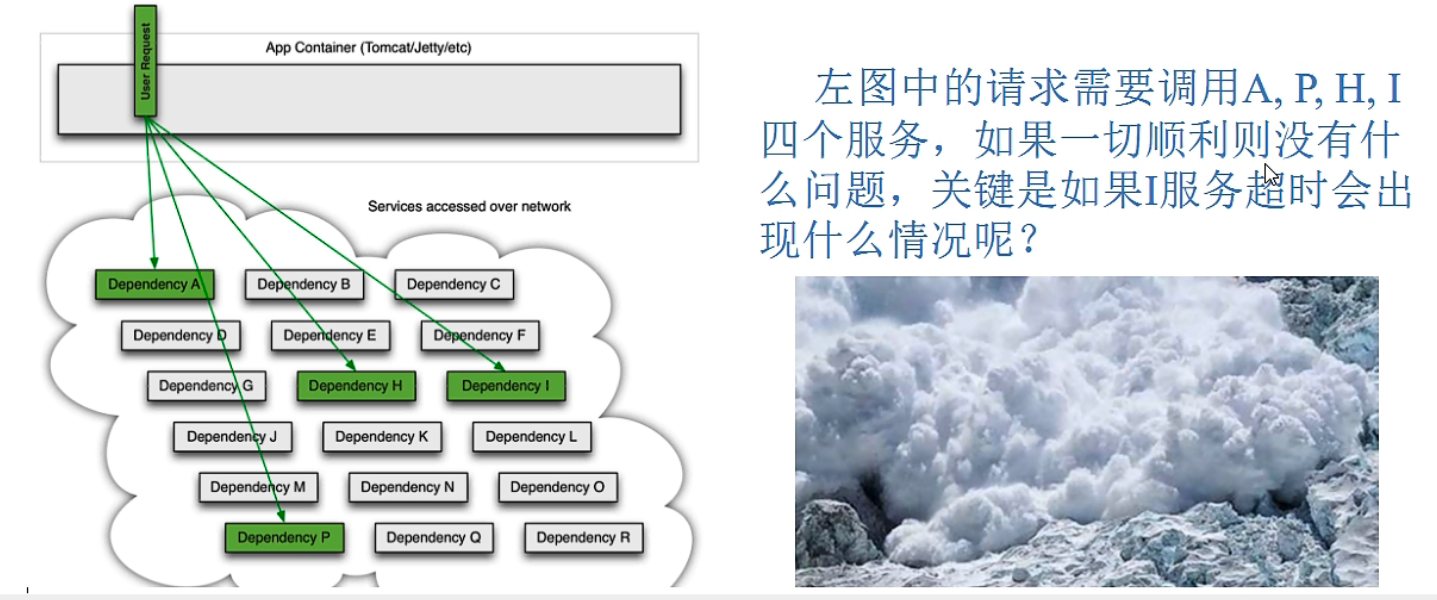 User Request
App Container (Tomcat/Jetty/etc)
Services accessed over network
Dependency A
Dependency B
Dependency C
Dependency D
Dependency E
Dependency F
Dependency G
Dependency H
Dependency I
Dependency J
Dependency K
Dependency L
Dependency M
Dependency N
Dependency O
Dependency P
Dependency Q
Dependency R
左图中的请求需要调用A, P, H, I
四个服务，如果一切顺利则没有什
么问题，关键是如果I服务超时会出
现什么情况呢？